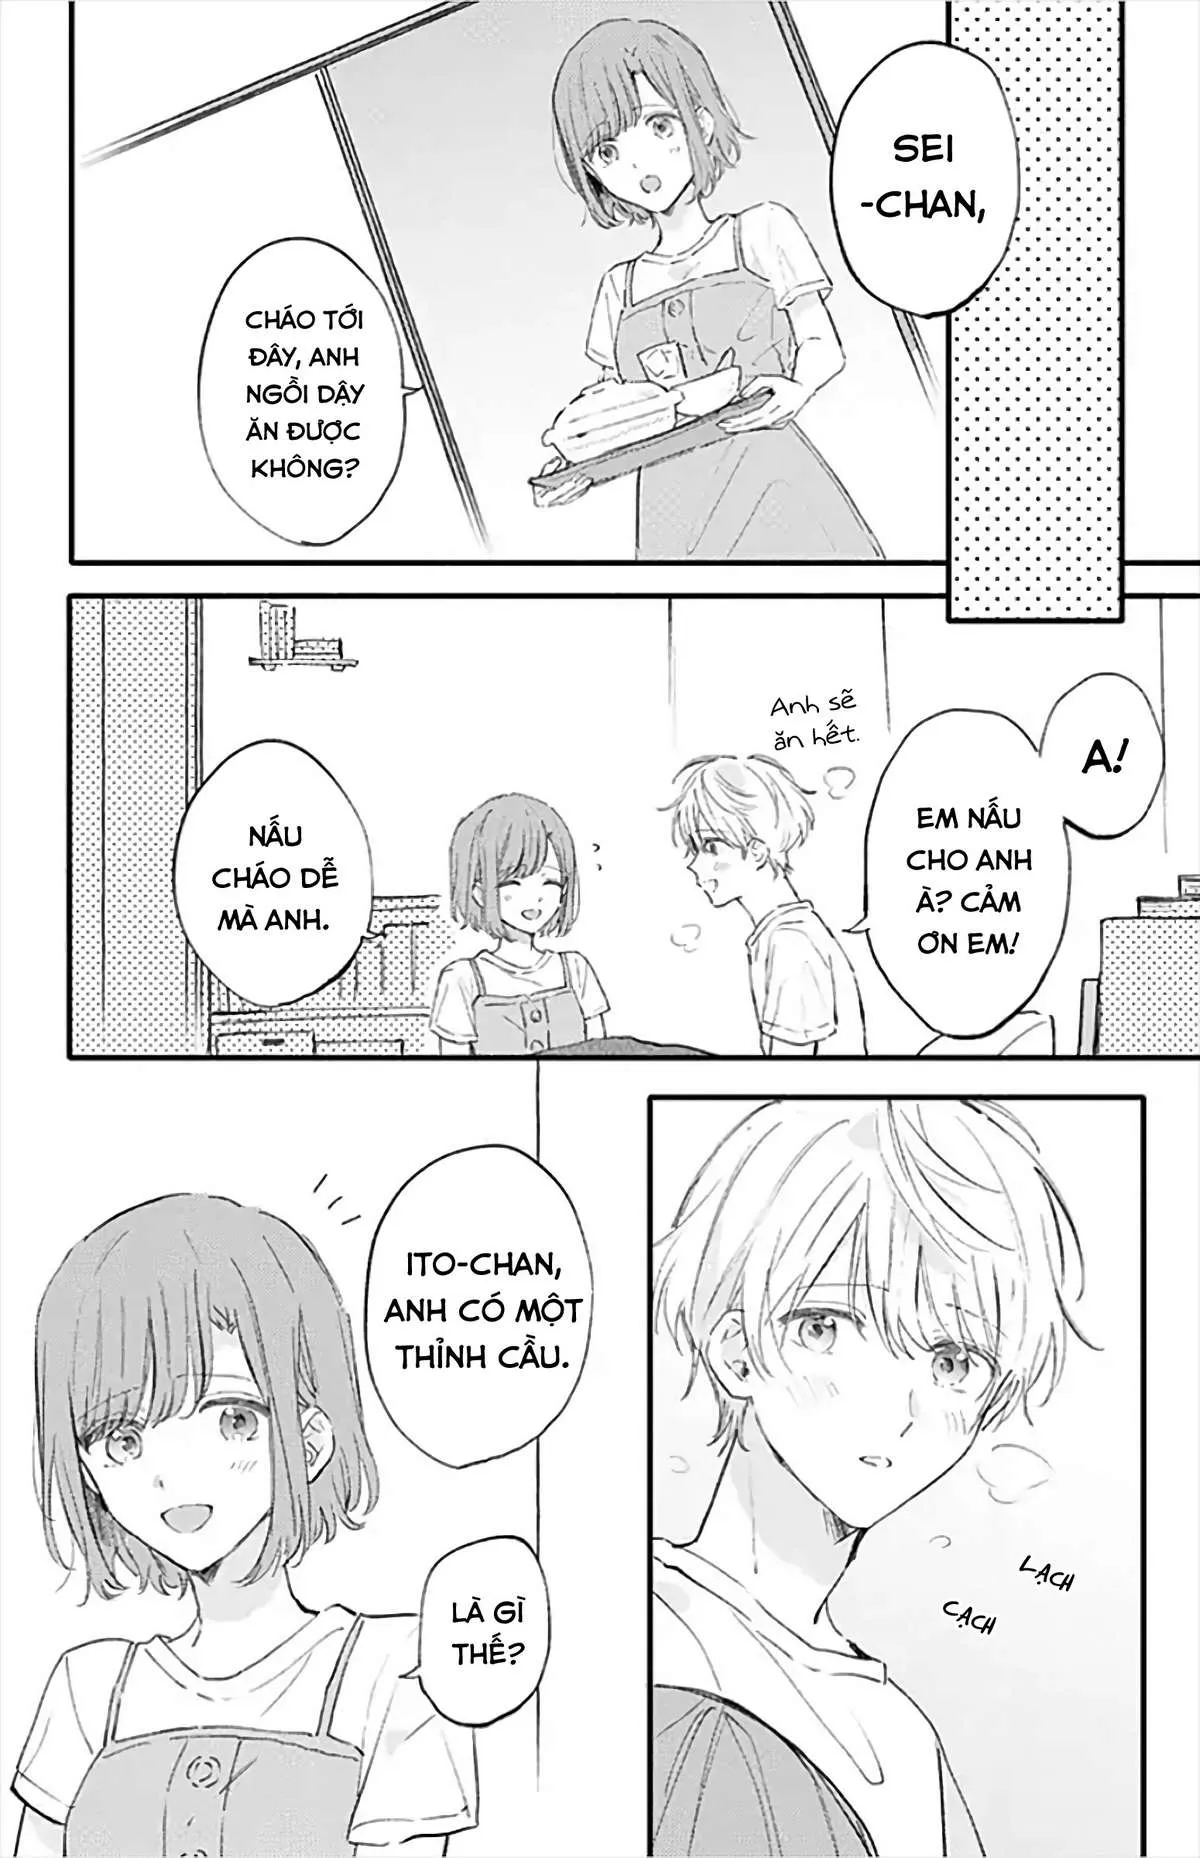 SEI
-CHAN,
CHÁO TỚI
ĐÂY, ANH
NGỒI DẬY
ĂN ĐƯỢC
KHÔNG?
A!
EM NẤU
CHO ANH
À? CẢM
ƠN EM!
Anh sẽ
ăn hết.
NẤU
CHÁO DỄ
MÀ ANH.
LẠCH
CẠCH
ITO-CHAN,
ANH CÓ MỘT
THỈNH CẦU.
LÀ GÌ
THẾ?